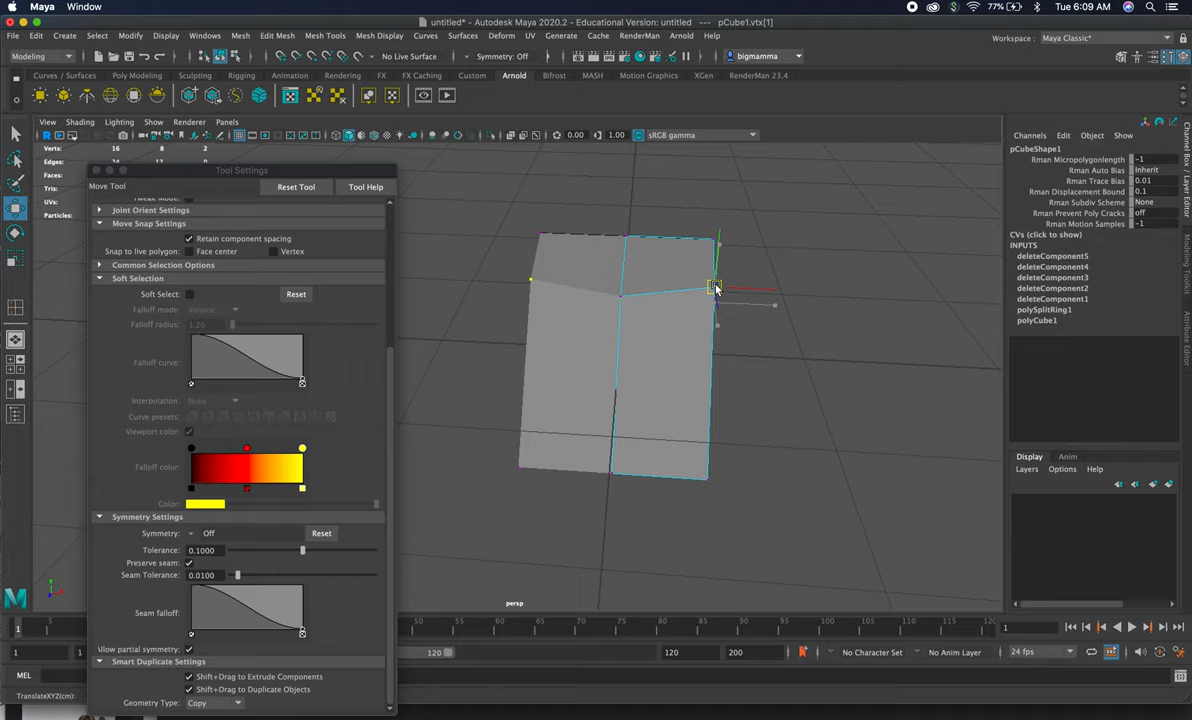 Maya Window 77% Tue 6:09 AM
untitled* - Autodesk Maya 2020.2 - Educational Version: untitled --- pCube1.vtx[1]
File Edit Create Select Modify Display Windows Mesh Edit Mesh Mesh Tools Mesh Display Curves Surfaces Deform UV Generate Cache RenderMan Arnold Help Workspace : Maya Classic*
Modeling No Live Surface Symmetry: Off bigmamma
Curves / Surfaces Poly Modeling Sculpting Rigging Animation Rendering FX FX Caching Custom Arnold Bifrost MASH Motion Graphics XGen RenderMan 23.4
View Shading Lighting Show Renderer Panels
0.00 1.00 sRGB gamma
Verts: 16 8 2
Edges: 24
Faces:
Tris:
UVs:
Particles:
Tool Settings
Move Tool Reset Tool Tool Help
Joint Orient Settings
Move Snap Settings
Retain component spacing
Snap to live polygon: Face center Vertex
Common Selection Options
Soft Selection
Soft Select: Reset
Falloff mode: Volume
Falloff radius: 1.20
Falloff curve:
Interpolation: None
Curve presets:
Viewport color:
Falloff color:
Color:
Symmetry Settings
Symmetry: Off Reset
Tolerance: 0.1000
Preserve seam:
Seam Tolerance: 0.0100
Seam falloff:
Allow partial symmetry:
Smart Duplicate Settings
Shift+Drag to Extrude Components
Shift+Drag to Duplicate Objects
Geometry Type: Copy
persp
Channels Edit Object Show
pCubeShape1
Rman Micropolygonlength -1
Rman Auto Bias Inherit
Rman Trace Bias 0.01
Rman Displacement Bound 0.1
Rman Subdiv Scheme None
Rman Prevent Poly Cracks off
Rman Motion Samples -1
CVs (click to show)
INPUTS
deleteComponent5
deleteComponent4
deleteComponent3
deleteComponent2
deleteComponent1
polySplitRing1
polyCube1
Channel Box / Layer Editor
Modeling Toolkit
Attribute Editor
Display Anim
Layers Options Help
1 5 50 55 60 65 70 75 80 85 90 95 100 105 110 115 120 1
1 1 120 120 200 No Character Set No Anim Layer 24 fps
MEL
TranslateXYZ(cm):